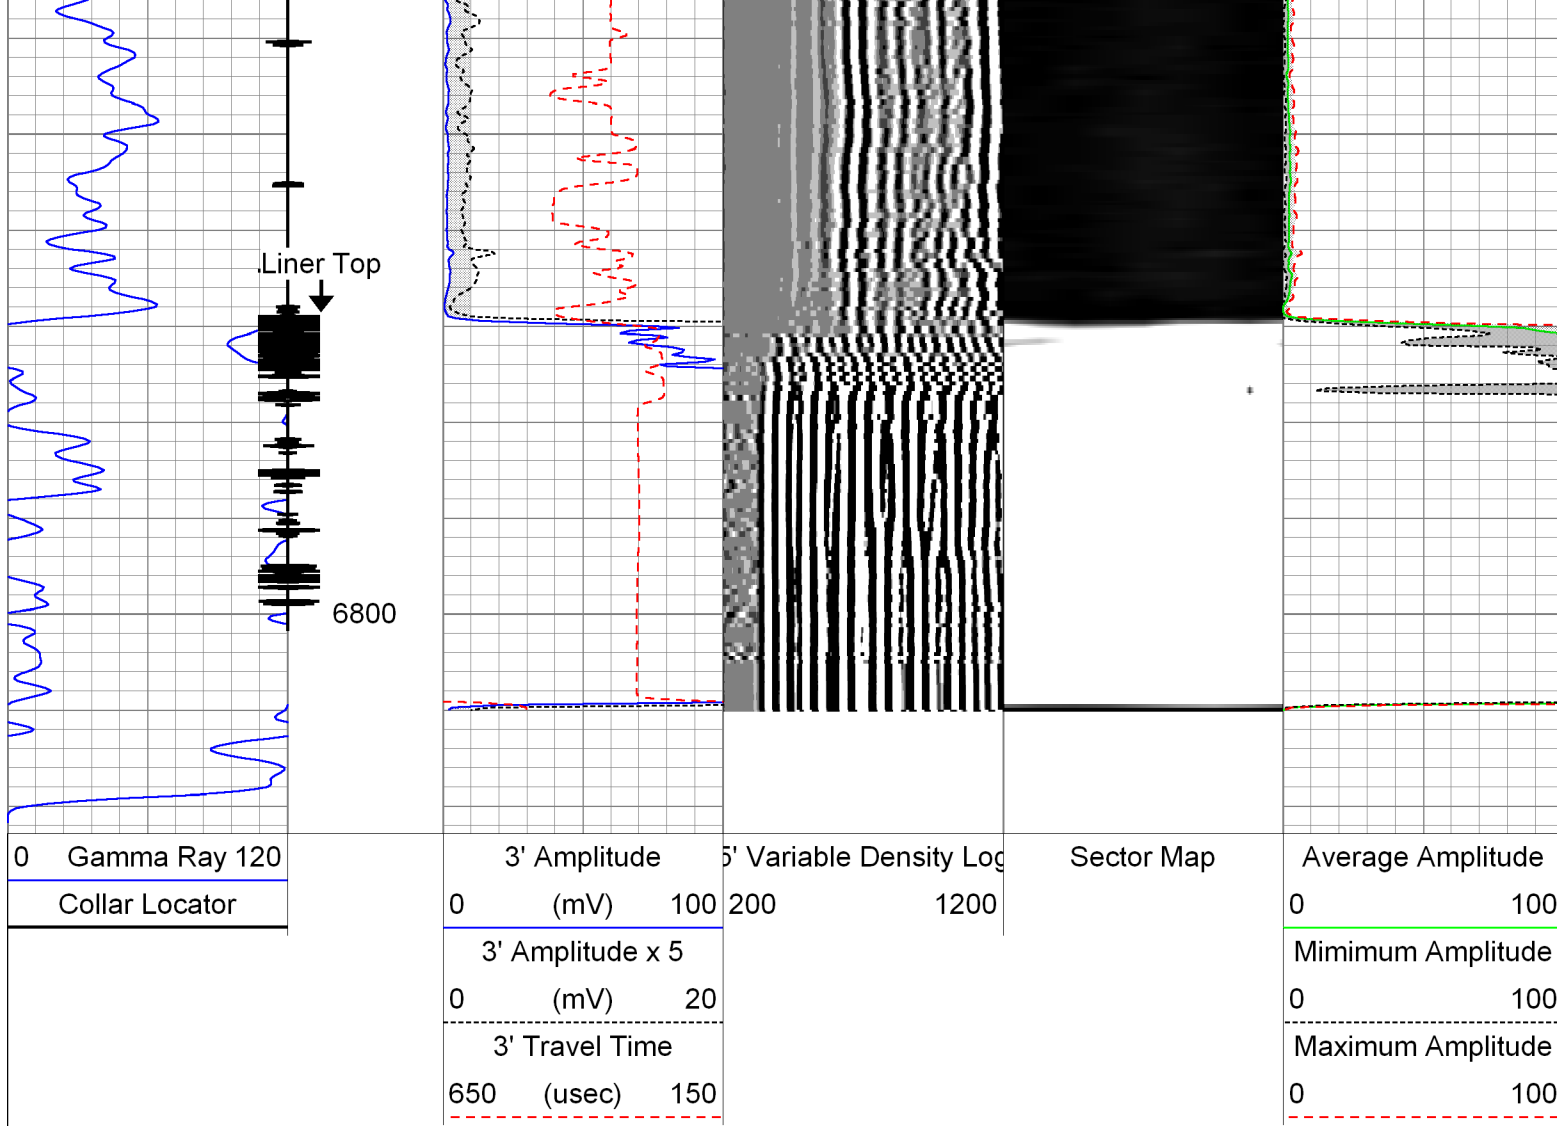 .Liner Top
6800
0 Gamma Ray 120
Collar Locator
3' Amplitude
0 (mV) 100
3' Amplitude x 5
0 (mV) 20
3' Travel Time
650 (usec) 150
5' Variable Density Log
200 1200
Sector Map
Average Amplitude
0 100
Mimimum Amplitude
0 100
Maximum Amplitude
0 100